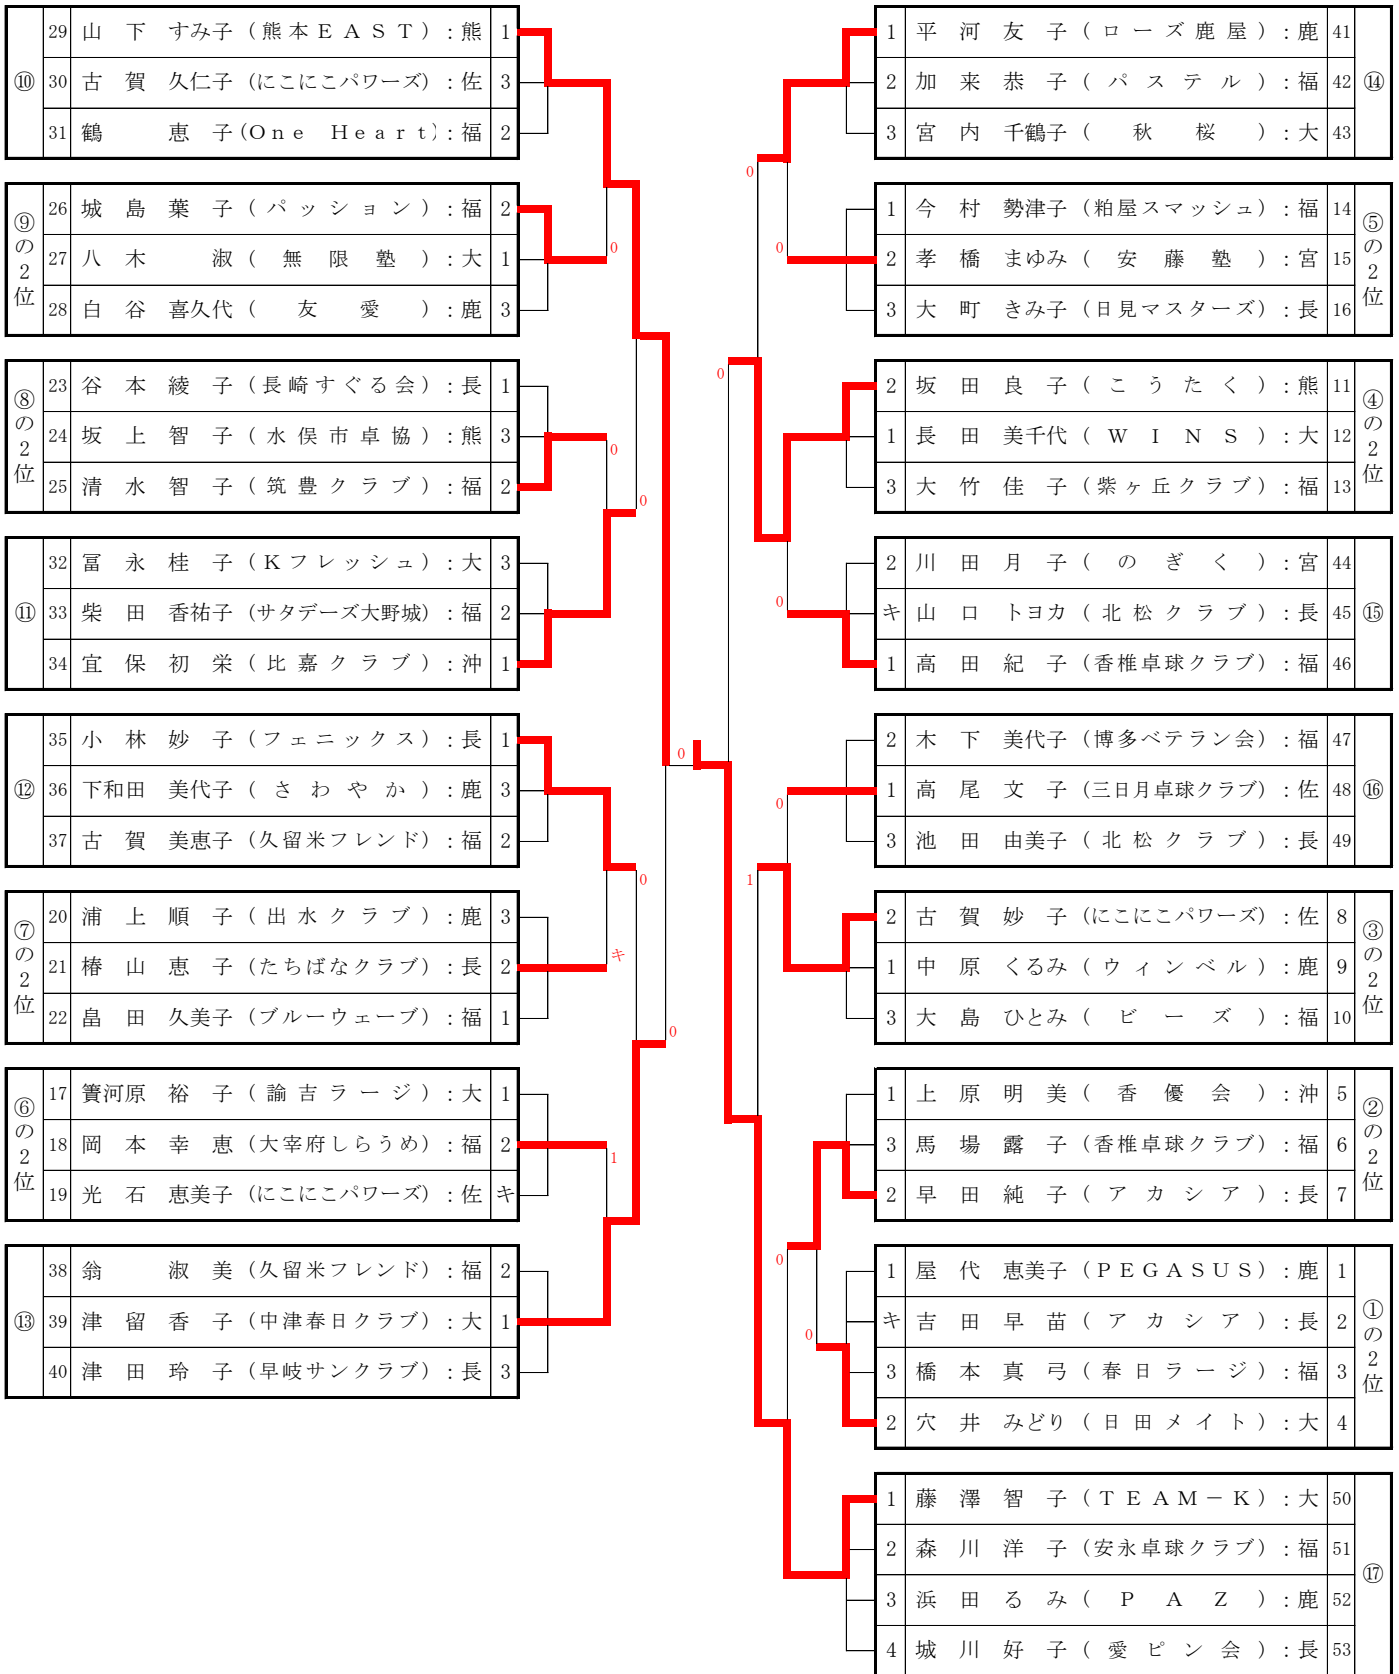 ⑩
29 山下 すみ子 (熊本EAST) : 熊 1
30 古賀 久仁子 (にこにこパワーズ) : 佐 3
31 鶴 恵子 (One Heart) : 福 2
⑨の2位
26 城島 葉子 (パッション) : 福 2
27 八木 淑 (無限塾) : 大 1
28 白谷 喜久代 (友愛) : 鹿 3
0
⑧の2位
23 谷本 綾子 (長崎すぐる会) : 長 1
24 坂上 智子 (水俣市卓協) : 熊 3
25 清水 智子 (筑豊クラブ) : 福 2
0
0
⑪
32 冨永 桂子 (Kフレッシュ) : 大 3
33 柴田 香祐子 (サタデーズ大野城) : 福 2
34 宜保 初栄 (比嘉クラブ) : 沖 1
⑫
35 小林 妙子 (フェニックス) : 長 1
36 下和田 美代子 (さわやか) : 鹿 3
37 古賀 美恵子 (久留米フレンド) : 福 2
0
0
⑦の2位
20 浦上 順子 (出水クラブ) : 鹿 3
21 椿山 恵子 (たちばなクラブ) : 長 2
22 畠田 久美子 (ブルーウェーブ) : 福 1
キ
0
⑥の2位
17 簀河原 裕子 (諭吉ラージ) : 大 1
18 岡本 幸恵 (大宰府しらうめ) : 福 2
19 光石 恵美子 (にこにこパワーズ) : 佐 キ
1
⑬
38 翁 淑美 (久留米フレンド) : 福 2
39 津留 香子 (中津春日クラブ) : 大 1
40 津田 玲子 (早岐サンクラブ) : 長 3
1 平河 友子 (ローズ鹿屋) : 鹿 41
2 加来 恭子 (パステル) : 福 42
3 宮内 千鶴子 (秋桜) : 大 43
⑭
0
1 今村 勢津子 (粕屋スマッシュ) : 福 14
2 孝橋 まゆみ (安藤塾) : 宮 15
3 大町 きみ子 (日見マスターズ) : 長 16
⑤の2位
0
0
2 坂田 良子 (こうたく) : 熊 11
1 長田 美千代 (WINS) : 大 12
3 大竹 佳子 (紫ヶ丘クラブ) : 福 13
④の2位
2 川田 月子 (のぎく) : 宮 44
キ 山口 トヨカ (北松クラブ) : 長 45
1 高田 紀子 (香椎卓球クラブ) : 福 46
⑮
0
2 木下 美代子 (博多ベテラン会) : 福 47
1 高尾 文子 (三日月卓球クラブ) : 佐 48
3 池田 由美子 (北松クラブ) : 長 49
⑯
0
1
2 古賀 妙子 (にこにこパワーズ) : 佐 8
1 中原 くるみ (ウィンベル) : 鹿 9
3 大島 ひとみ (ビーズ) : 福 10
③の2位
1 上原 明美 (香優会) : 沖 5
3 馬場 露子 (香椎卓球クラブ) : 福 6
2 早田 純子 (アカシア) : 長 7
②の2位
0
1 屋代 恵美子 (PEGASUS) : 鹿 1
キ 吉田 早苗 (アカシア) : 長 2
3 橋本 真弓 (春日ラージ) : 福 3
2 穴井 みどり (日田メイト) : 大 4
①の2位
0
1 藤澤 智子 (TEAM－K) : 大 50
2 森川 洋子 (安永卓球クラブ) : 福 51
3 浜田 るみ (PAZ) : 鹿 52
4 城川 好子 (愛ピン会) : 長 53
⑰